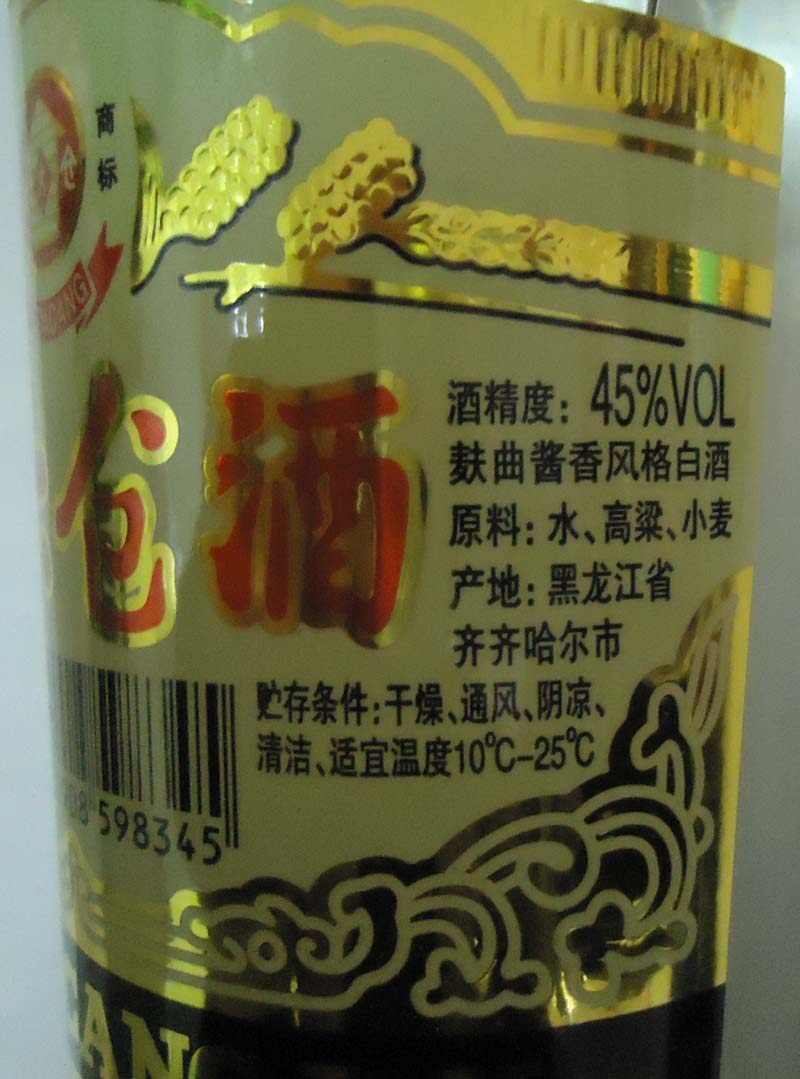 商标
仓
仓酒
酒精度：45%VOL
麸曲酱香风格白酒
原料：水、高粱、小麦
产地：黑龙江省
齐齐哈尔市
贮存条件：干燥、通风、阴凉、
清洁、适宜温度10℃-25℃
598345
CANG